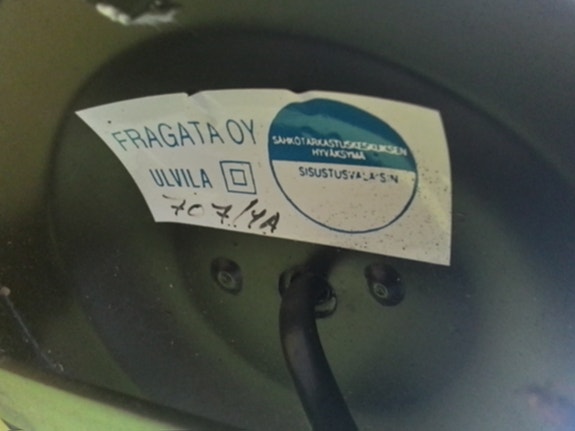 FRAGATA OY
ULVILA
707/4A
SÄHKÖTARKASTUSKESKUKSEN
HYVÄKSYMÄ
SISUSTUSVALAISIN